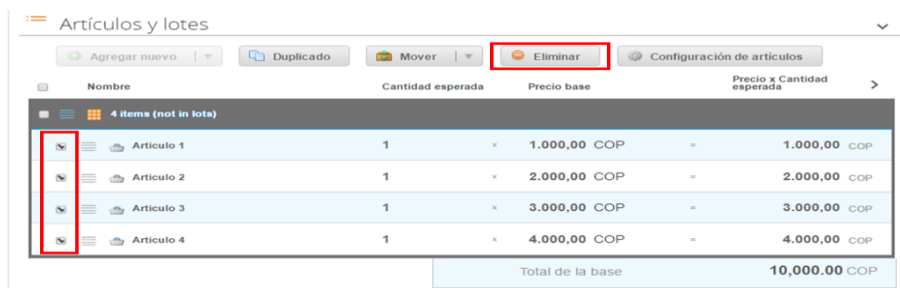 Artículos y lotes
Agregar nuevo Duplicado Mover Eliminar Configuración de artículos
Nombre Cantidad esperada Precio base Precio x Cantidad esperada >
4 items (not in lots)
Articulo 1 1 × 1.000,00 COP = 1.000,00 COP
Articulo 2 1 × 2.000,00 COP = 2.000,00 COP
Articulo 3 1 × 3.000,00 COP = 3.000,00 COP
Articulo 4 1 × 4.000,00 COP = 4.000,00 COP
Total de la base 10,000.00 COP